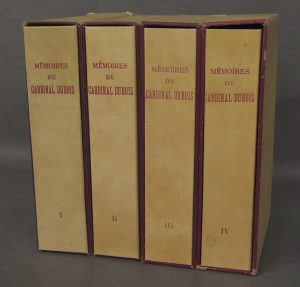 MÉMOIRES
DU
CARDINAL DUBOIS
I
MÉMOIRES
DU
CARDINAL DUBOIS
II
MÉMOIRES
DU
CARDINAL DUBOIS
III
MÉMOIRES
DU
CARDINAL DUBOIS
IV